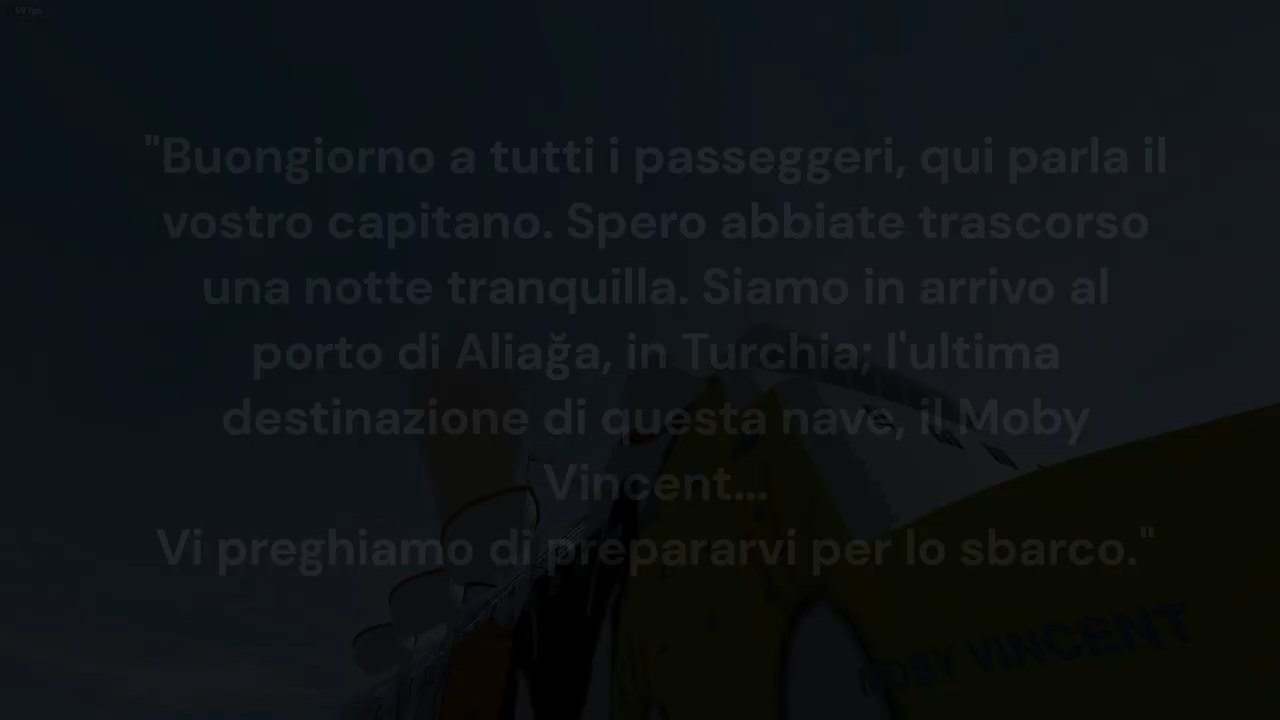 59 fps
"Buongiorno a tutti i passeggeri, qui parla il
vostro capitano. Spero abbiate trascorso
una notte tranquilla. Siamo in arrivo al
porto di Aliağa, in Turchia; l'ultima
destinazione di questa nave, il Moby
Vincent...
Vi preghiamo di prepararvi per lo sbarco."
MOBY VINCENT